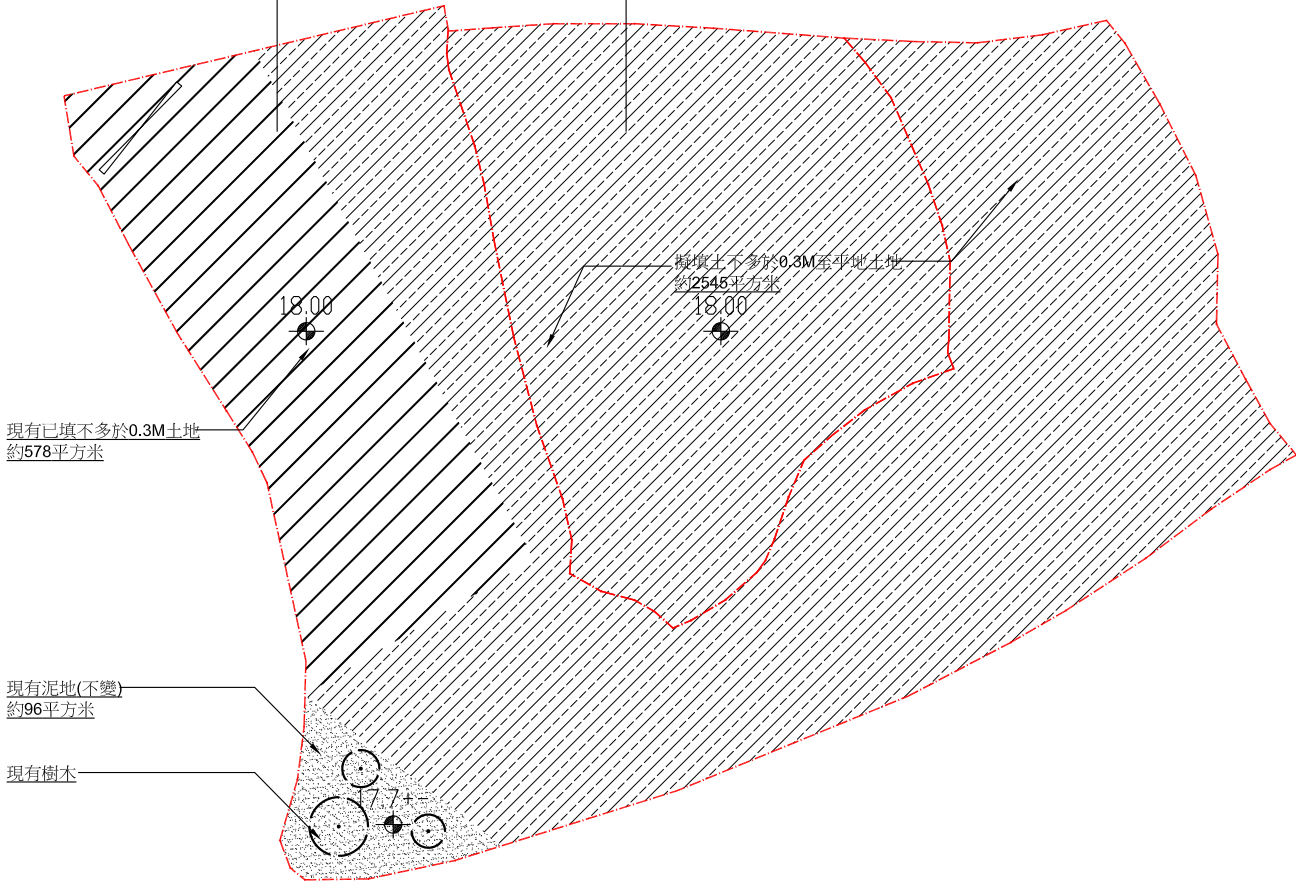 擬填土不多於0.3M至平地土地
約2545平方米
18.00
18.00
現有已填不多於0.3M土地
約578平方米
現有泥地(不變)
約96平方米
現有樹木
17.7+-